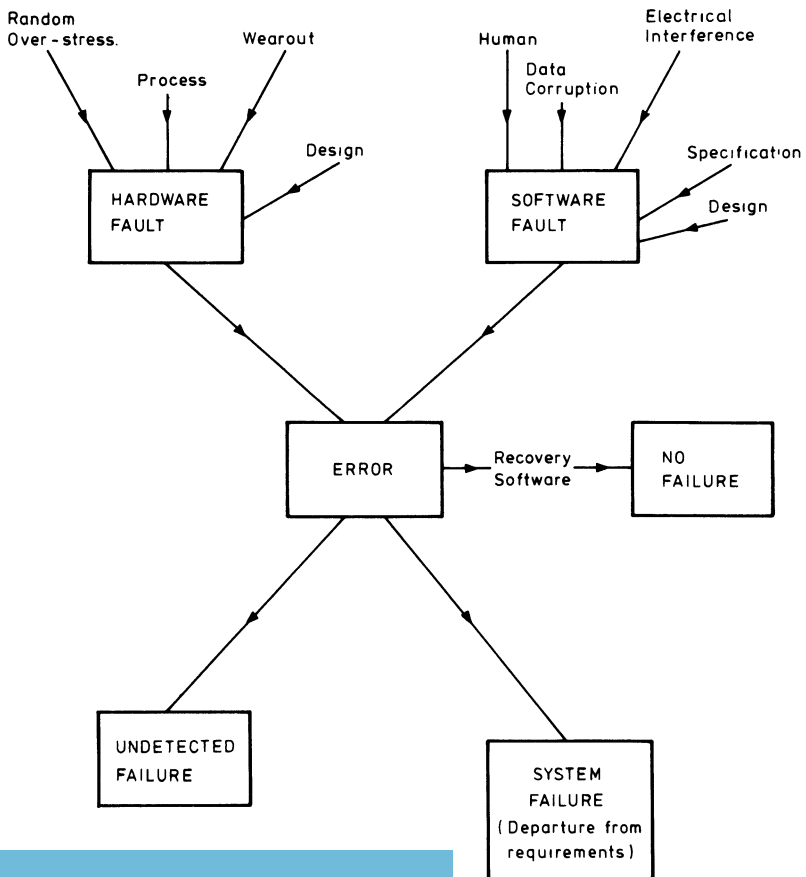 Random
Over-stress.
Wearout
Process
Design
HARDWARE
FAULT
Human
Data
Corruption
Electrical
Interference
Specification
Design
SOFTWARE
FAULT
ERROR
Recovery
Software
NO
FAILURE
UNDETECTED
FAILURE
SYSTEM
FAILURE
(Departure from
requirements)